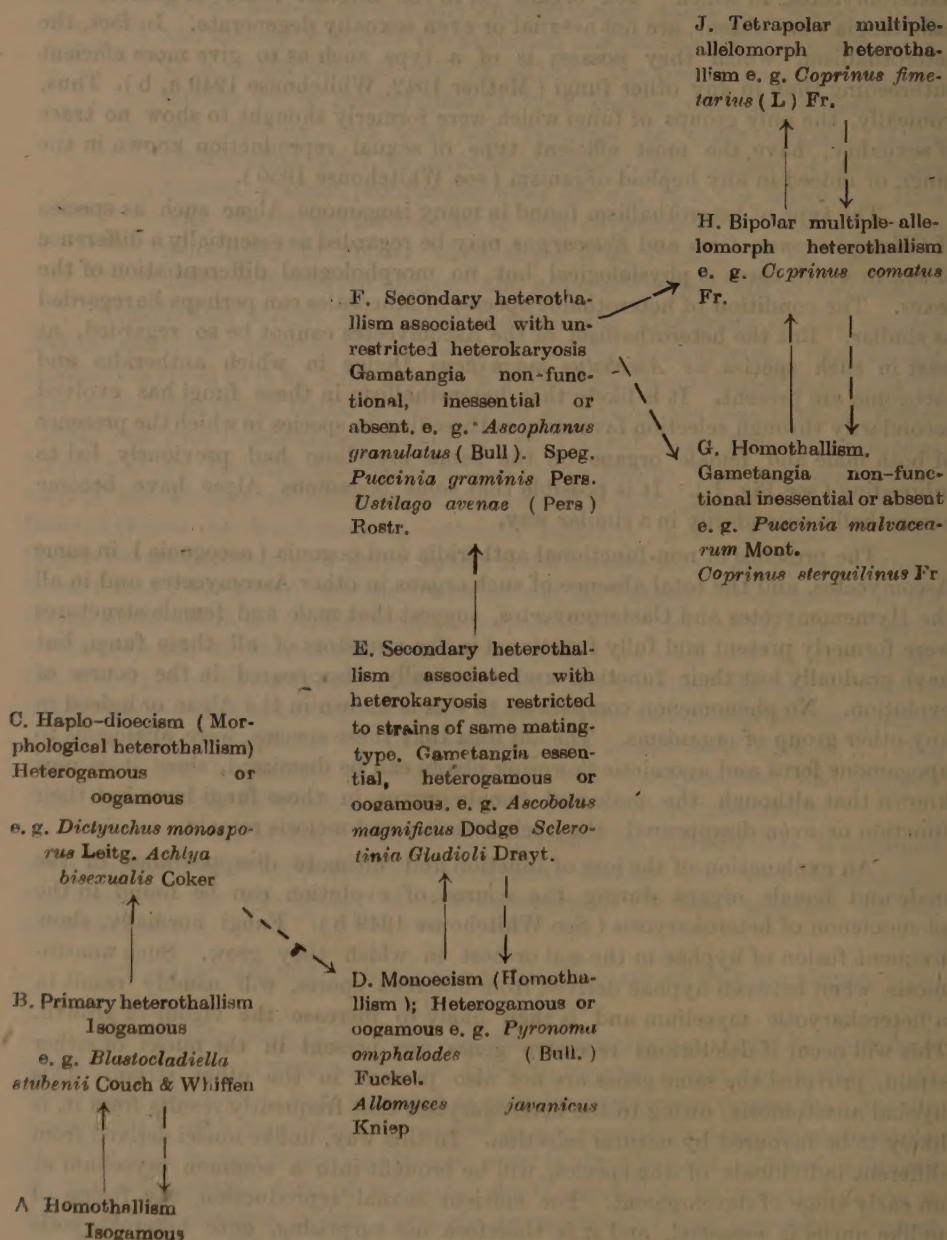 J. Tetrapolar multiple-
allelomorph heterotha-
llism e. g. Coprinus fime-
tarius ( L ) Fr.
H. Bipolar multiple-alle-
lomorph heterothallism
e. g. Coprinus comatus
Fr.
F. Secondary heterotha-
llism associated with un-
restricted heterokaryosis
Gamatangia non-func-
tional, inessential or
absent. e. g. Ascophanus
granulatus ( Bull ). Speg.
Puccinia graminis Pers.
Ustilago avenae ( Pers )
Rostr.
G. Homothallism.
Gametangia non-func-
tional inessential or absent
e. g. Puccinia malvacea-
rum Mont.
Coprinus sterquilinus Fr
E. Secondary heterothal-
lism associated with
heterokaryosis restricted
to strains of same mating-
type. Gametangia essen-
tial, heterogamous or
oogamous. e. g. Ascobolus
magnificus Dodge Sclero-
tinia Gladioli Drayt.
C. Haplo-dioecism ( Mor-
phological heterothallism)
Heterogamous or
oogamous
e. g. Dictyuchus monospo-
rus Leitg. Achlya
bisexualis Coker
D. Monoecism (Homotha-
llism ); Heterogamous or
oogamous e. g. Pyronoma
omphalodes ( Bull. )
Fuckel.
Allomyces javanicus
Kniep
B. Primary heterothallism
Isogamous
e. g. Blastocladiella
stubenii Couch & Whiffen
A Homothallism
Isogamous